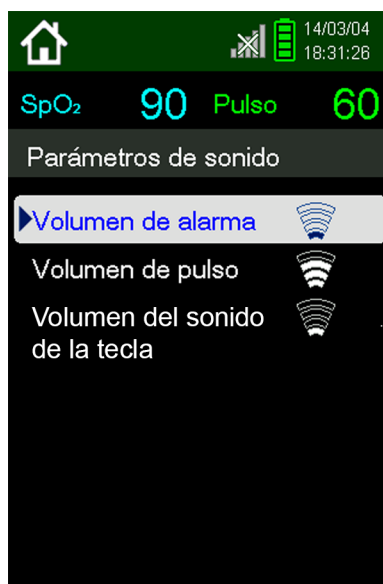 14/03/04
18:31:26
SpO₂ 90 Pulso 60
Parámetros de sonido
Volumen de alarma
Volumen de pulso
Volumen del sonido
de la tecla